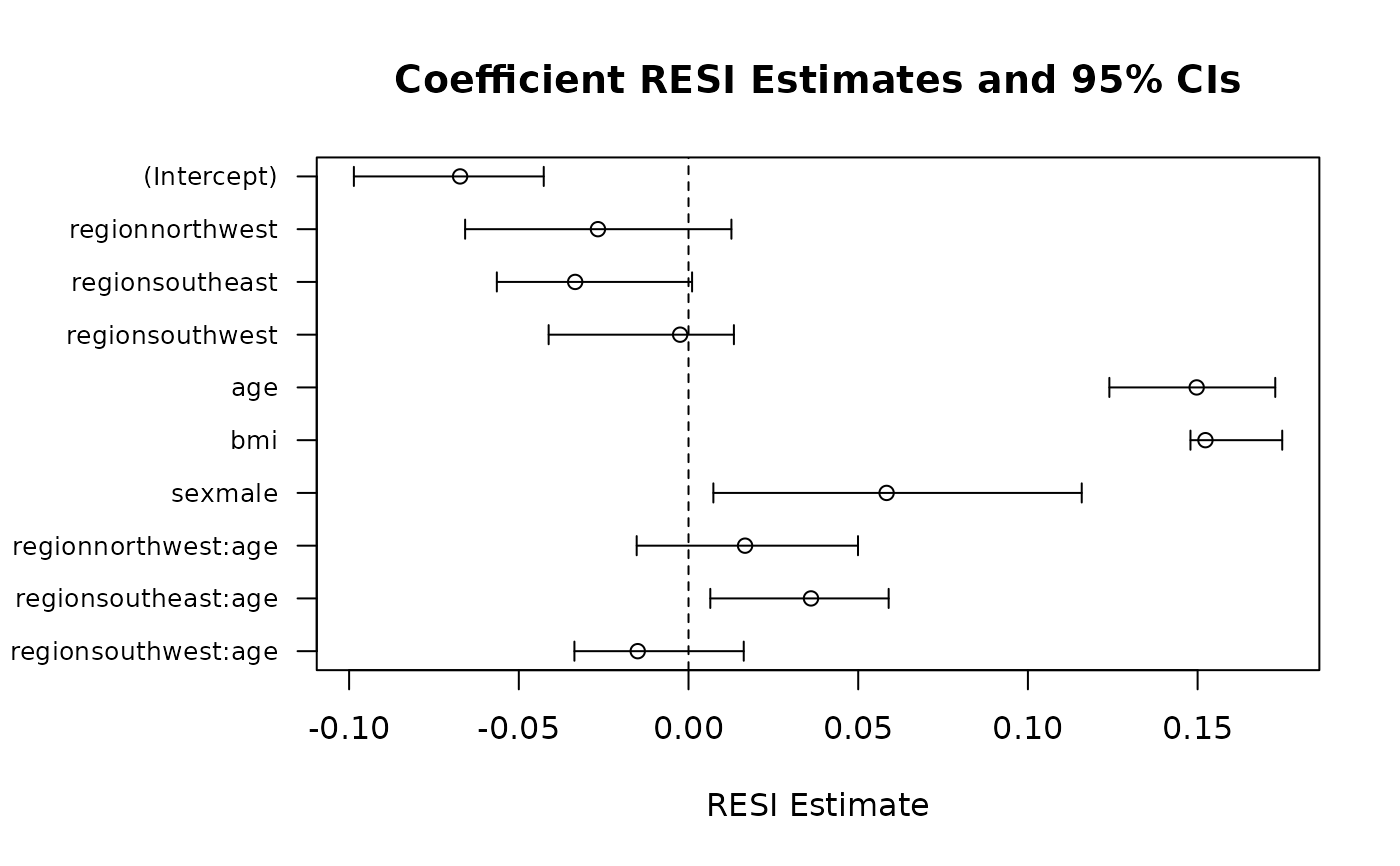 Coefficient RESI Estimates and 95% CIs
(Intercept)
regionnorthwest
regionsoutheast
regionsouthwest
age
bmi
sexmale
regionnorthwest:age
regionsoutheast:age
regionsouthwest:age
-0.10 -0.05 0.00 0.05 0.10 0.15
RESI Estimate